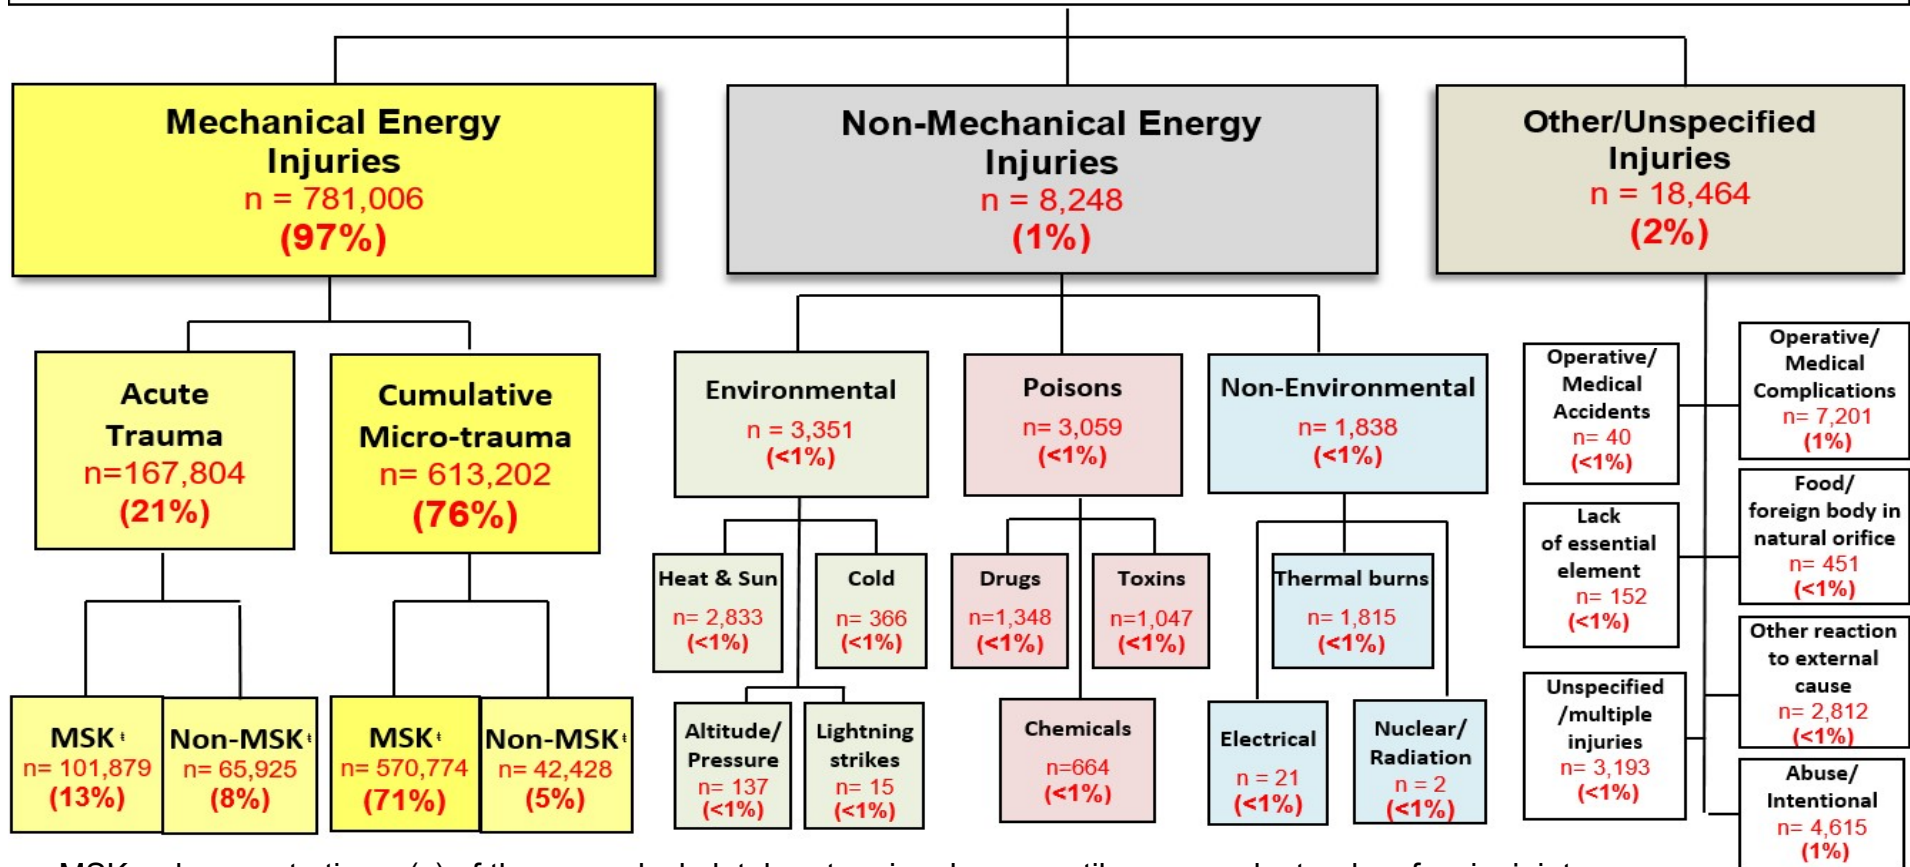 Mechanical Energy
Injuries
n = 781,006
(97%)
Non-Mechanical Energy
Injuries
n = 8,248
(1%)
Other/Unspecified
Injuries
n = 18,464
(2%)
Acute
Trauma
n=167,804
(21%)
Cumulative
Micro-trauma
n= 613,202
(76%)
MSK ŧ
n= 101,879
(13%)
Non-MSK ŧ
n= 65,925
(8%)
MSK ŧ
n= 570,774
(71%)
Non-MSK ŧ
n= 42,428
(5%)
Environmental
n = 3,351
(<1%)
Poisons
n= 3,059
(<1%)
Non-Environmental
n= 1,838
(<1%)
Heat & Sun
n= 2,833
(<1%)
Cold
n= 366
(<1%)
Altitude/
Pressure
n= 137
(<1%)
Lightning
strikes
n= 15
(<1%)
Drugs
n=1,348
(<1%)
Toxins
n=1,047
(<1%)
Chemicals
n=664
(<1%)
Thermal burns
n= 1,815
(<1%)
Electrical
n = 21
(<1%)
Nuclear/
Radiation
n = 2
(<1%)
Operative/
Medical
Accidents
n= 40
(<1%)
Operative/
Medical
Complications
n= 7,201
(1%)
Lack
of essential
element
n= 152
(<1%)
Food/
foreign body in
natural orifice
n= 451
(<1%)
Unspecified
/multiple
injuries
n= 3,193
(<1%)
Other reaction
to external
cause
n= 2,812
(<1%)
Abuse/
Intentional
n= 4,615
(1%)